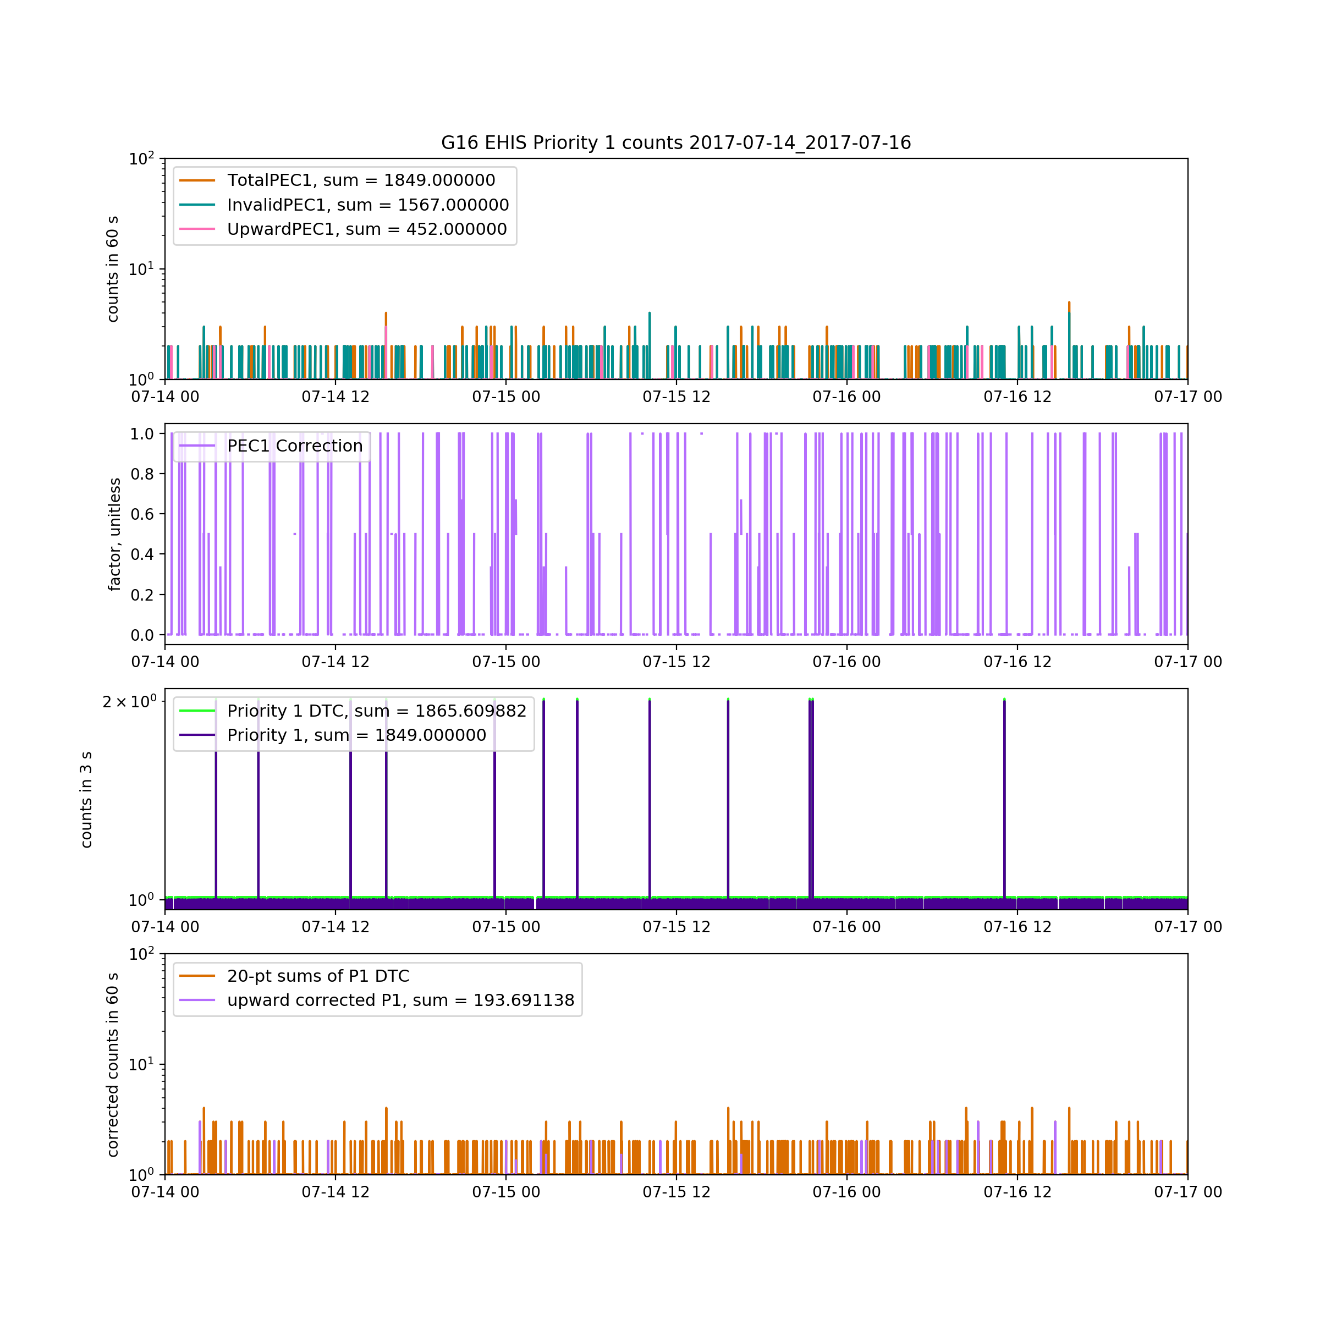 G16 EHIS Priority 1 counts 2017-07-14_2017-07-16
10²
TotalPEC1, sum = 1849.000000
InvalidPEC1, sum = 1567.000000
UpwardPEC1, sum = 452.000000
counts in 60 s
10¹
10⁰
07-14 00 07-14 12 07-15 00 07-15 12 07-16 00 07-16 12 07-17 00
1.0
PEC1 Correction
0.8
0.6
factor, unitless
0.4
0.2
0.0
07-14 00 07-14 12 07-15 00 07-15 12 07-16 00 07-16 12 07-17 00
2 × 10⁰
Priority 1 DTC, sum = 1865.609882
Priority 1, sum = 1849.000000
counts in 3 s
10⁰
07-14 00 07-14 12 07-15 00 07-15 12 07-16 00 07-16 12 07-17 00
10²
20-pt sums of P1 DTC
upward corrected P1, sum = 193.691138
corrected counts in 60 s
10¹
10⁰
07-14 00 07-14 12 07-15 00 07-15 12 07-16 00 07-16 12 07-17 00